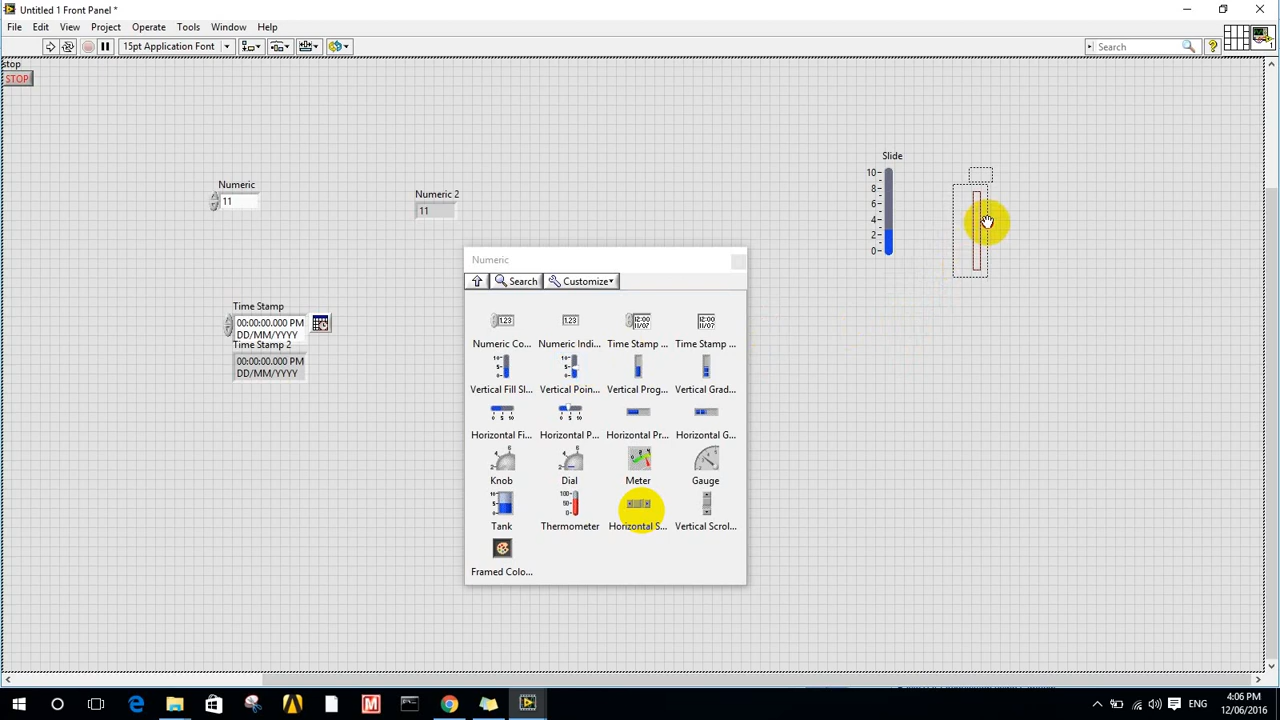 Untitled 1 Front Panel *
File Edit View Project Operate Tools Window Help
15pt Application Font
Search
1
stop
STOP
Numeric
11
Numeric 2
11
Slide
10
8
6
4
2
0
Time Stamp
00:00:00.000 PM
DD/MM/YYYY
Time Stamp 2
00:00:00.000 PM
DD/MM/YYYY
Numeric
Search Customize
Numeric Co... Numeric Indi... Time Stamp ... Time Stamp ...
Vertical Fill Sl... Vertical Poin... Vertical Prog... Vertical Grad...
Horizontal Fi... Horizontal P... Horizontal Pr... Horizontal G...
Knob Dial Meter Gauge
Tank Thermometer Horizontal S... Vertical Scrol...
Framed Colo...
ENG
4:06 PM
12/06/2016